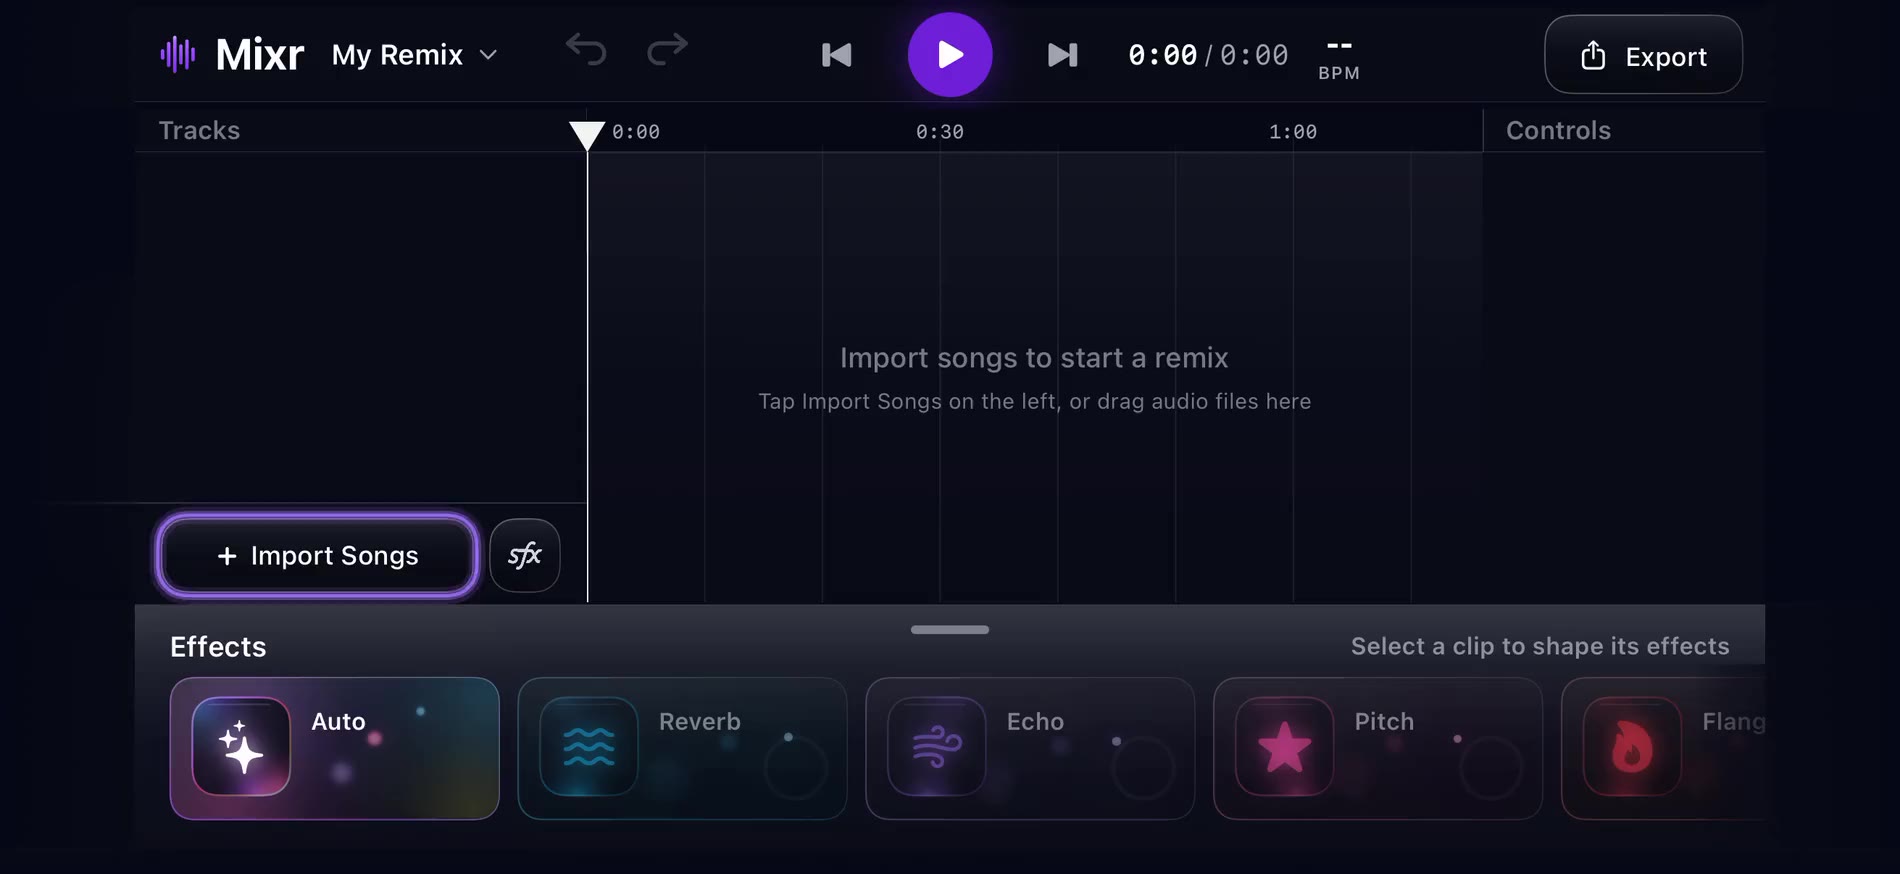 Mixr
My Remix
0:00 / 0:00
--
BPM
Export
Tracks
0:00
0:30
1:00
Controls
Import songs to start a remix
Tap Import Songs on the left, or drag audio files here
+ Import Songs
sfx
Effects
Select a clip to shape its effects
Auto
Reverb
Echo
Pitch
Flang